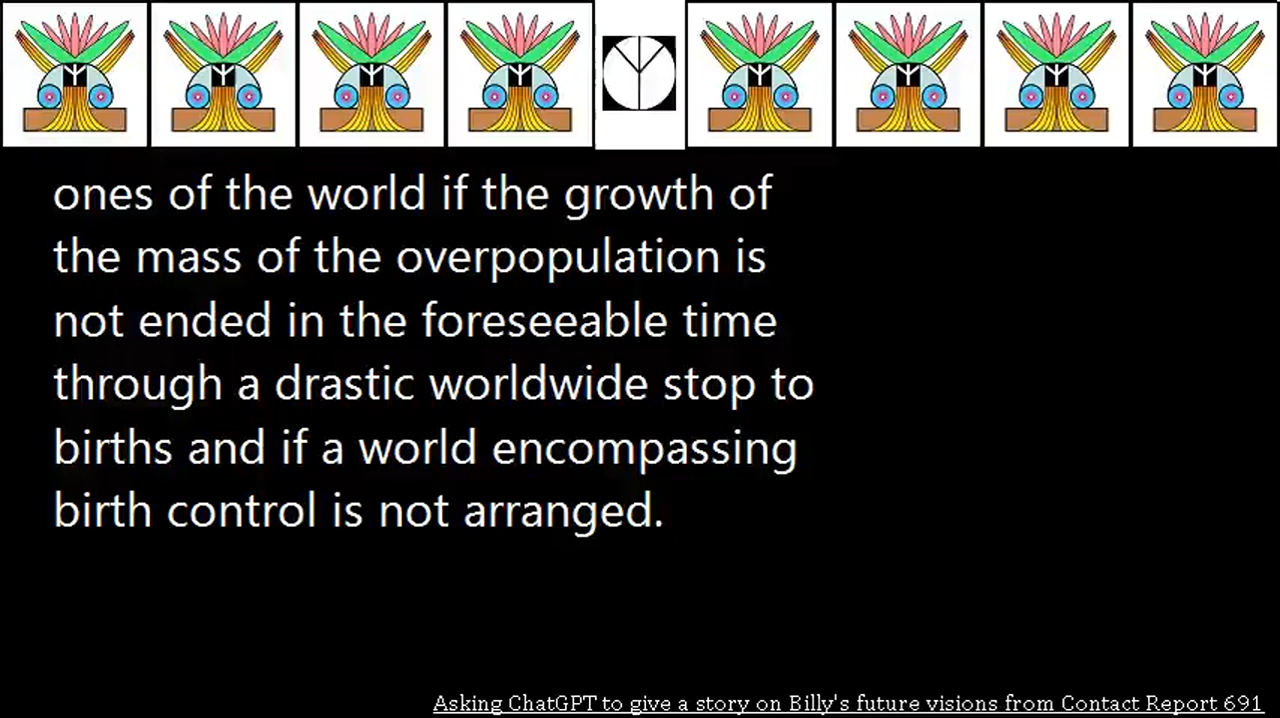 ones of the world if the growth of
the mass of the overpopulation is
not ended in the foreseeable time
through a drastic worldwide stop to
births and if a world encompassing
birth control is not arranged.
Asking ChatGPT to give a story on Billy's future visions from Contact Report 691